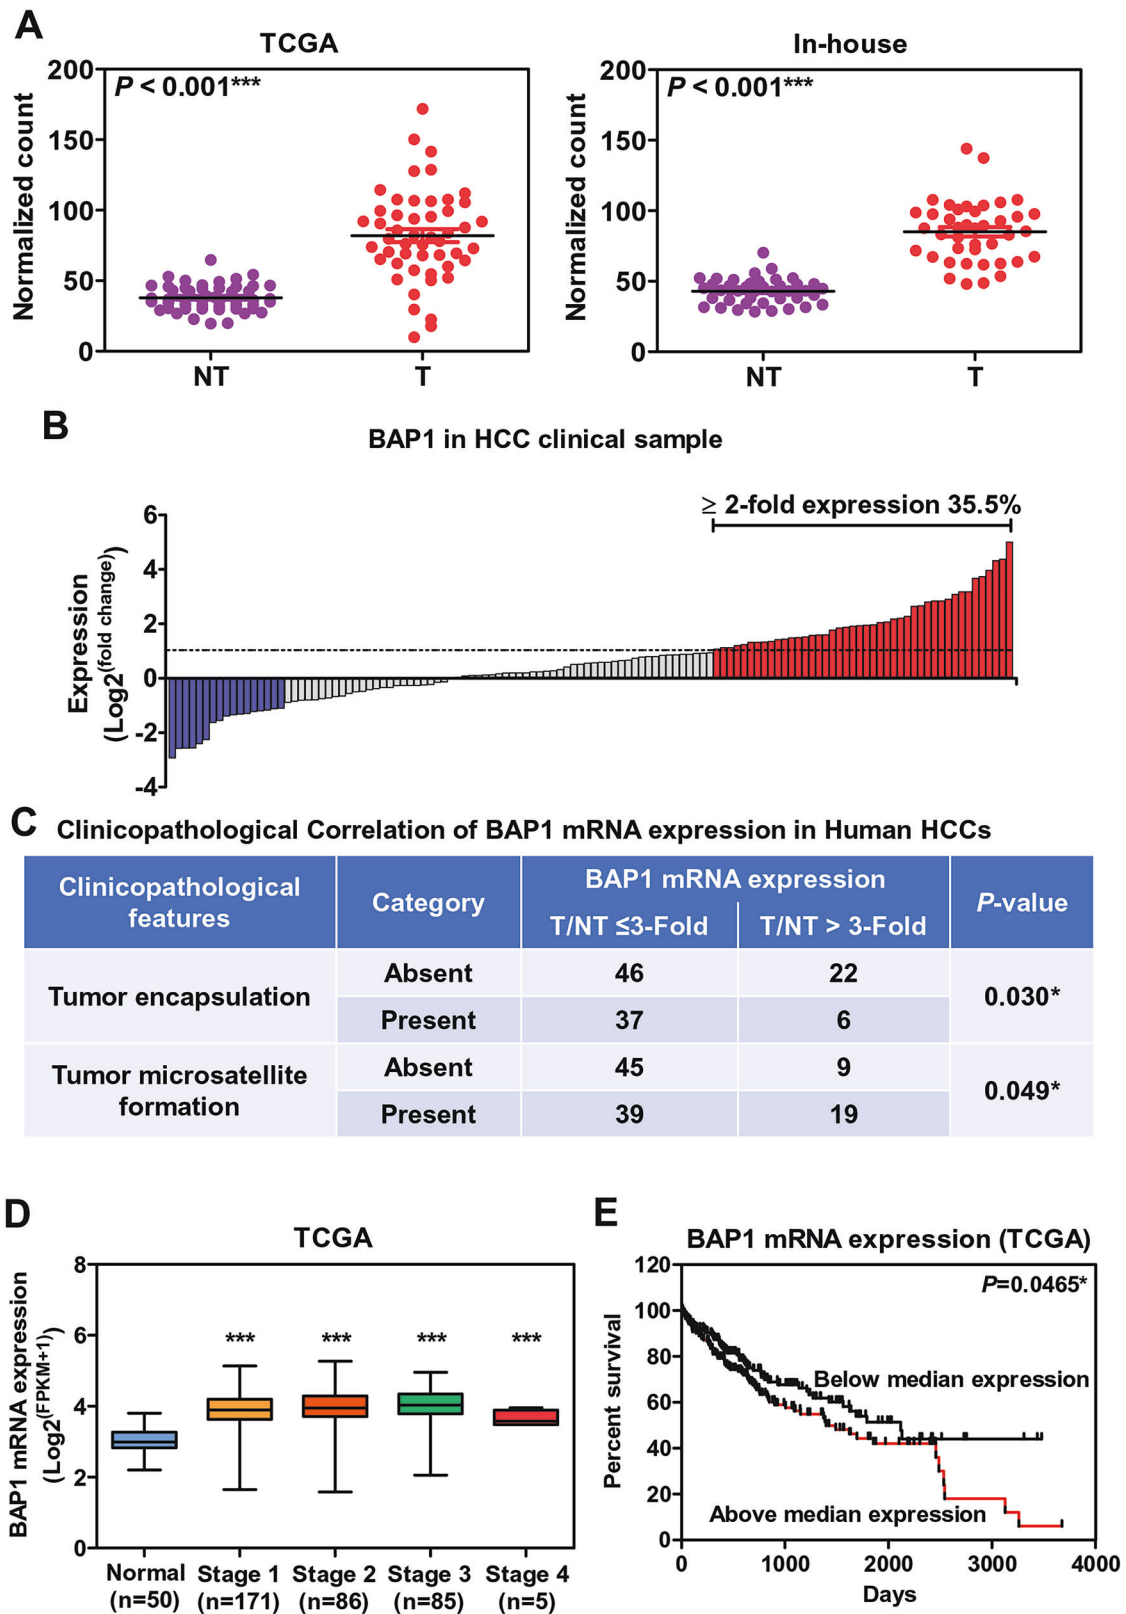 A
TCGA
In-house
P < 0.001***
P < 0.001***
Normalized count
200
150
100
50
0
NT
T
Normalized count
200
150
100
50
0
NT
T
B
BAP1 in HCC clinical sample
≥ 2-fold expression 35.5%
Expression
(Log2(fold change))
6
4
2
0
-2
-4
C
Clinicopathological Correlation of BAP1 mRNA expression in Human HCCs
Clinicopathological
features
Category
BAP1 mRNA expression
T/NT ≤3-Fold
T/NT > 3-Fold
P-value
Tumor encapsulation
Absent
46
22
0.030*
Present
37
6
Tumor microsatellite
formation
Absent
45
9
0.049*
Present
39
19
D
TCGA
BAP1 mRNA expression
(Log2(FPKM+1))
8
6
4
2
0
***
***
***
***
Normal
(n=50)
Stage 1
(n=171)
Stage 2
(n=86)
Stage 3
(n=85)
Stage 4
(n=5)
E
BAP1 mRNA expression (TCGA)
P=0.0465*
Percent survival
120
100
80
60
40
20
0
Below median expression
Above median expression
0
1000
2000
3000
4000
Days